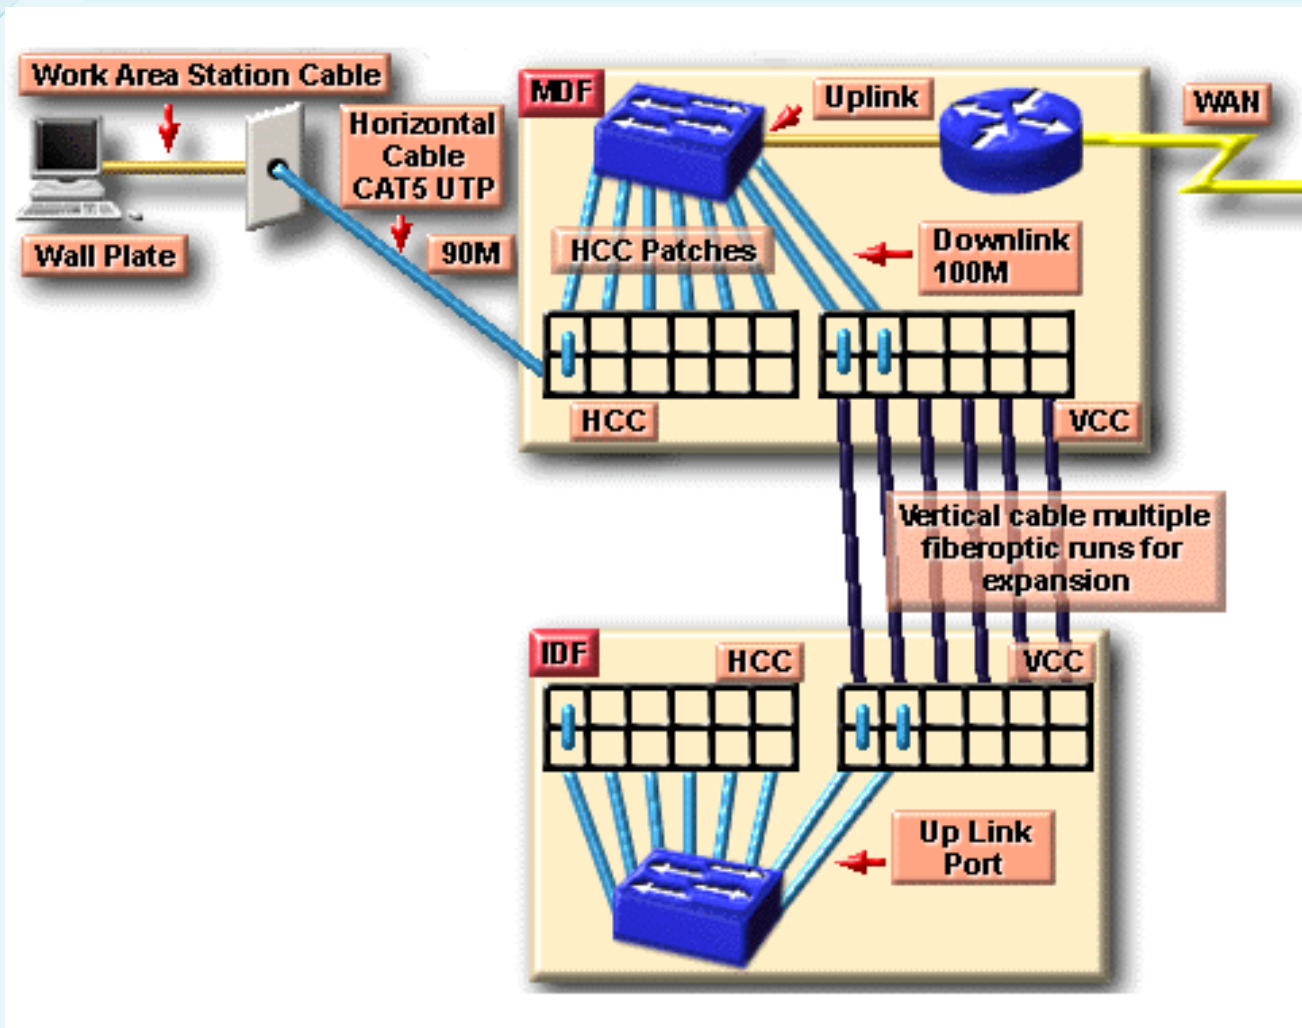 Work Area Station Cable
Wall Plate
Horizontal
Cable
CAT5 UTP
90M
MDF
Uplink
WAN
HCC Patches
Downlink
100M
HCC
VCC
Vertical cable multiple
fiberoptic runs for
expansion
IDF
HCC
VCC
Up Link
Port